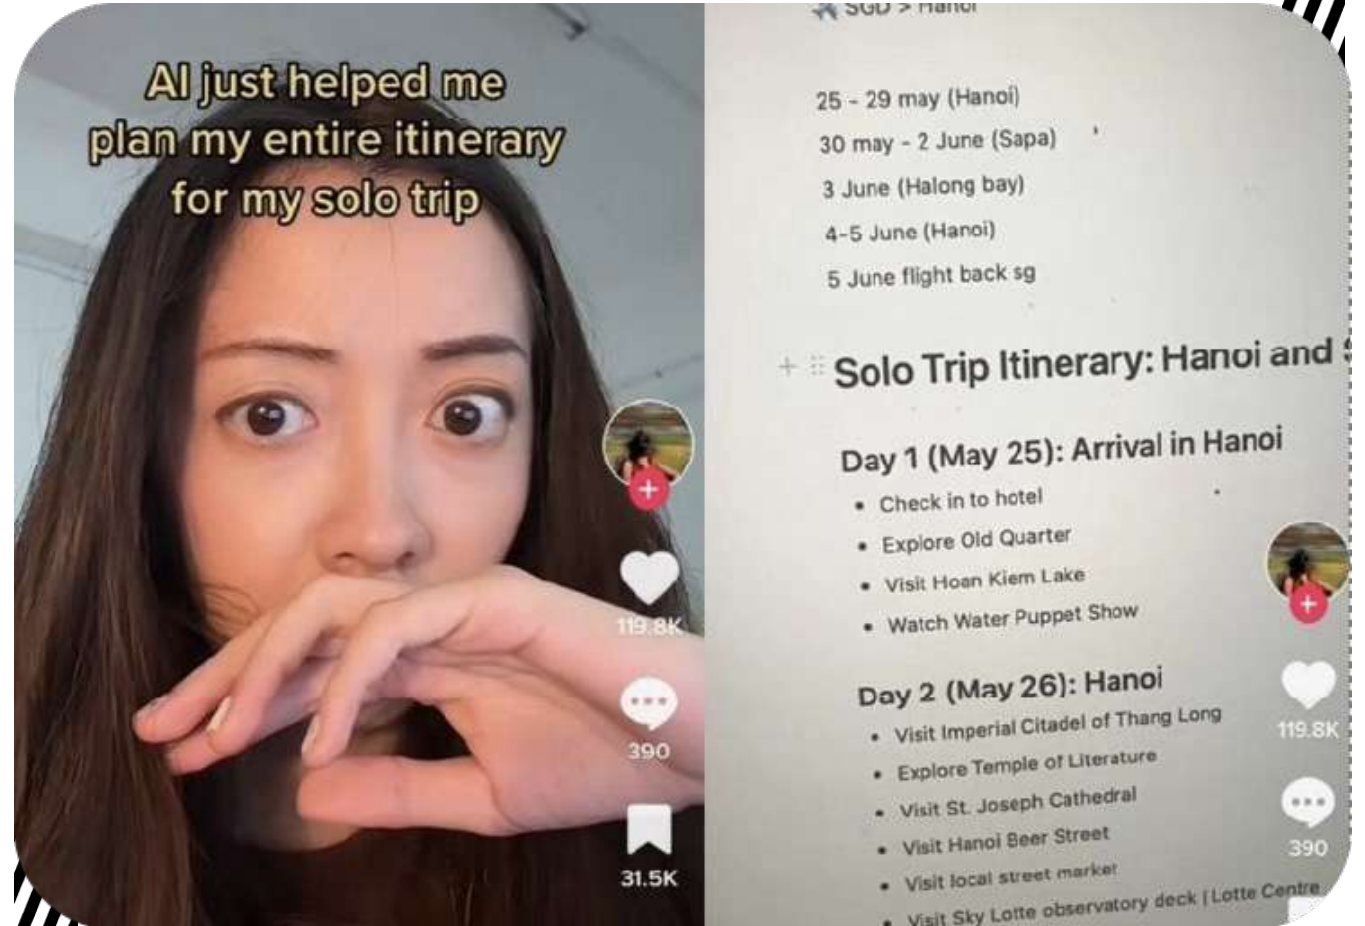 AI just helped me
plan my entire itinerary
for my solo trip
119.8K
390
31.5K
SGD > Hanoi
25 - 29 may (Hanoi)
30 may - 2 June (Sapa)
3 June (Halong bay)
4-5 June (Hanoi)
5 June flight back sg
Solo Trip Itinerary: Hanoi and
Day 1 (May 25): Arrival in Hanoi
• Check in to hotel
• Explore Old Quarter
• Visit Hoan Kiem Lake
• Watch Water Puppet Show
Day 2 (May 26): Hanoi
• Visit Imperial Citadel of Thang Long
• Explore Temple of Literature
• Visit St. Joseph Cathedral
• Visit Hanoi Beer Street
• Visit local street market
• Visit Sky Lotte observatory deck | Lotte Centre
119.8K
390